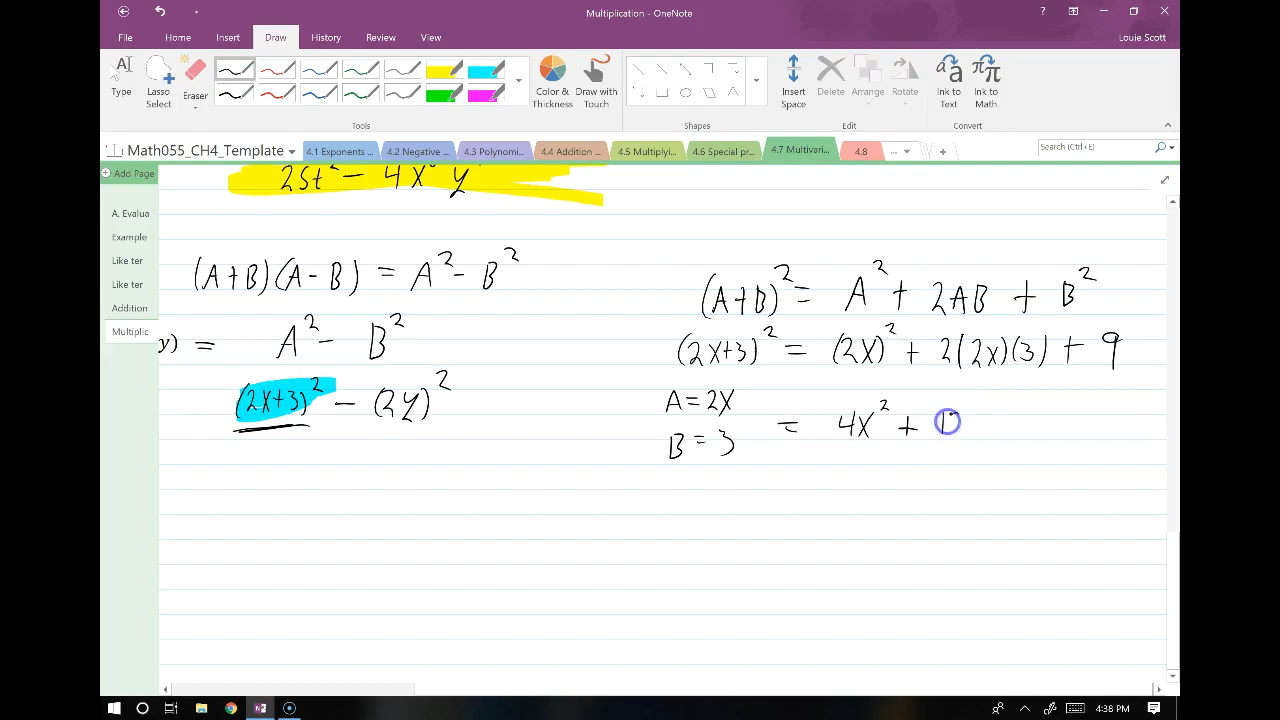 Multiplication - OneNote
?
File Home Insert Draw History Review View Louie Scott
Type Lasso Select Eraser Color & Thickness Draw with Touch Insert Space Delete Arrange Rotate Ink to Text Ink to Math
Tools Shapes Edit Convert
Math055_CH4_Template 4.1 Exponents ... 4.2 Negative ... 4.3 Polynomi... 4.4 Addition ... 4.5 Multiplyi... 4.6 Special pr... 4.7 Multivari... 4.8 ... + Search (Ctrl+E)
Add Page
A. Evalua
Example
Like ter
Like ter
Addition
Multiplic
(A+B)(A-B) = A² - B²
y) = A² - B²
(2x+3)² - (2y)²
(A+B)² = A² + 2AB + B²
(2x+3)² = (2x)² + 2(2x)(3) + 9
A = 2x
B = 3
= 4x² +
4:38 PM